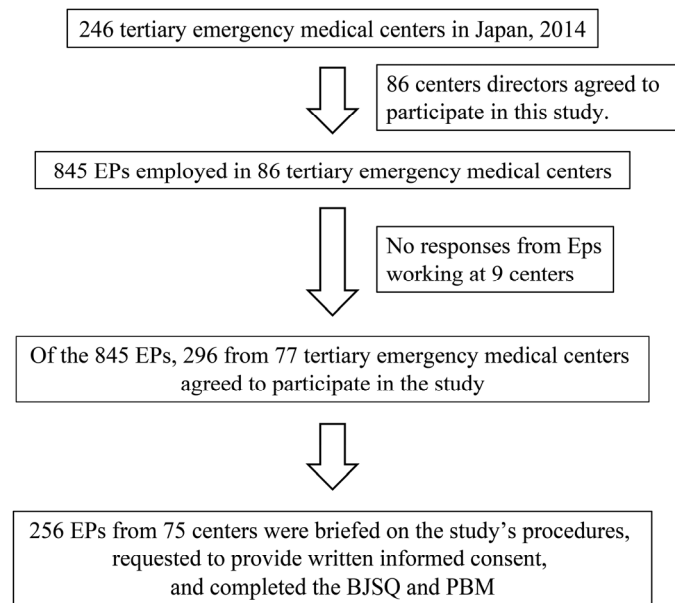 246 tertiary emergency medical centers in Japan, 2014
86 centers directors agreed to
participate in this study.
845 EPs employed in 86 tertiary emergency medical centers
No responses from Eps
working at 9 centers
Of the 845 EPs, 296 from 77 tertiary emergency medical centers
agreed to participate in the study
256 EPs from 75 centers were briefed on the study’s procedures,
requested to provide written informed consent,
and completed the BJSQ and PBM